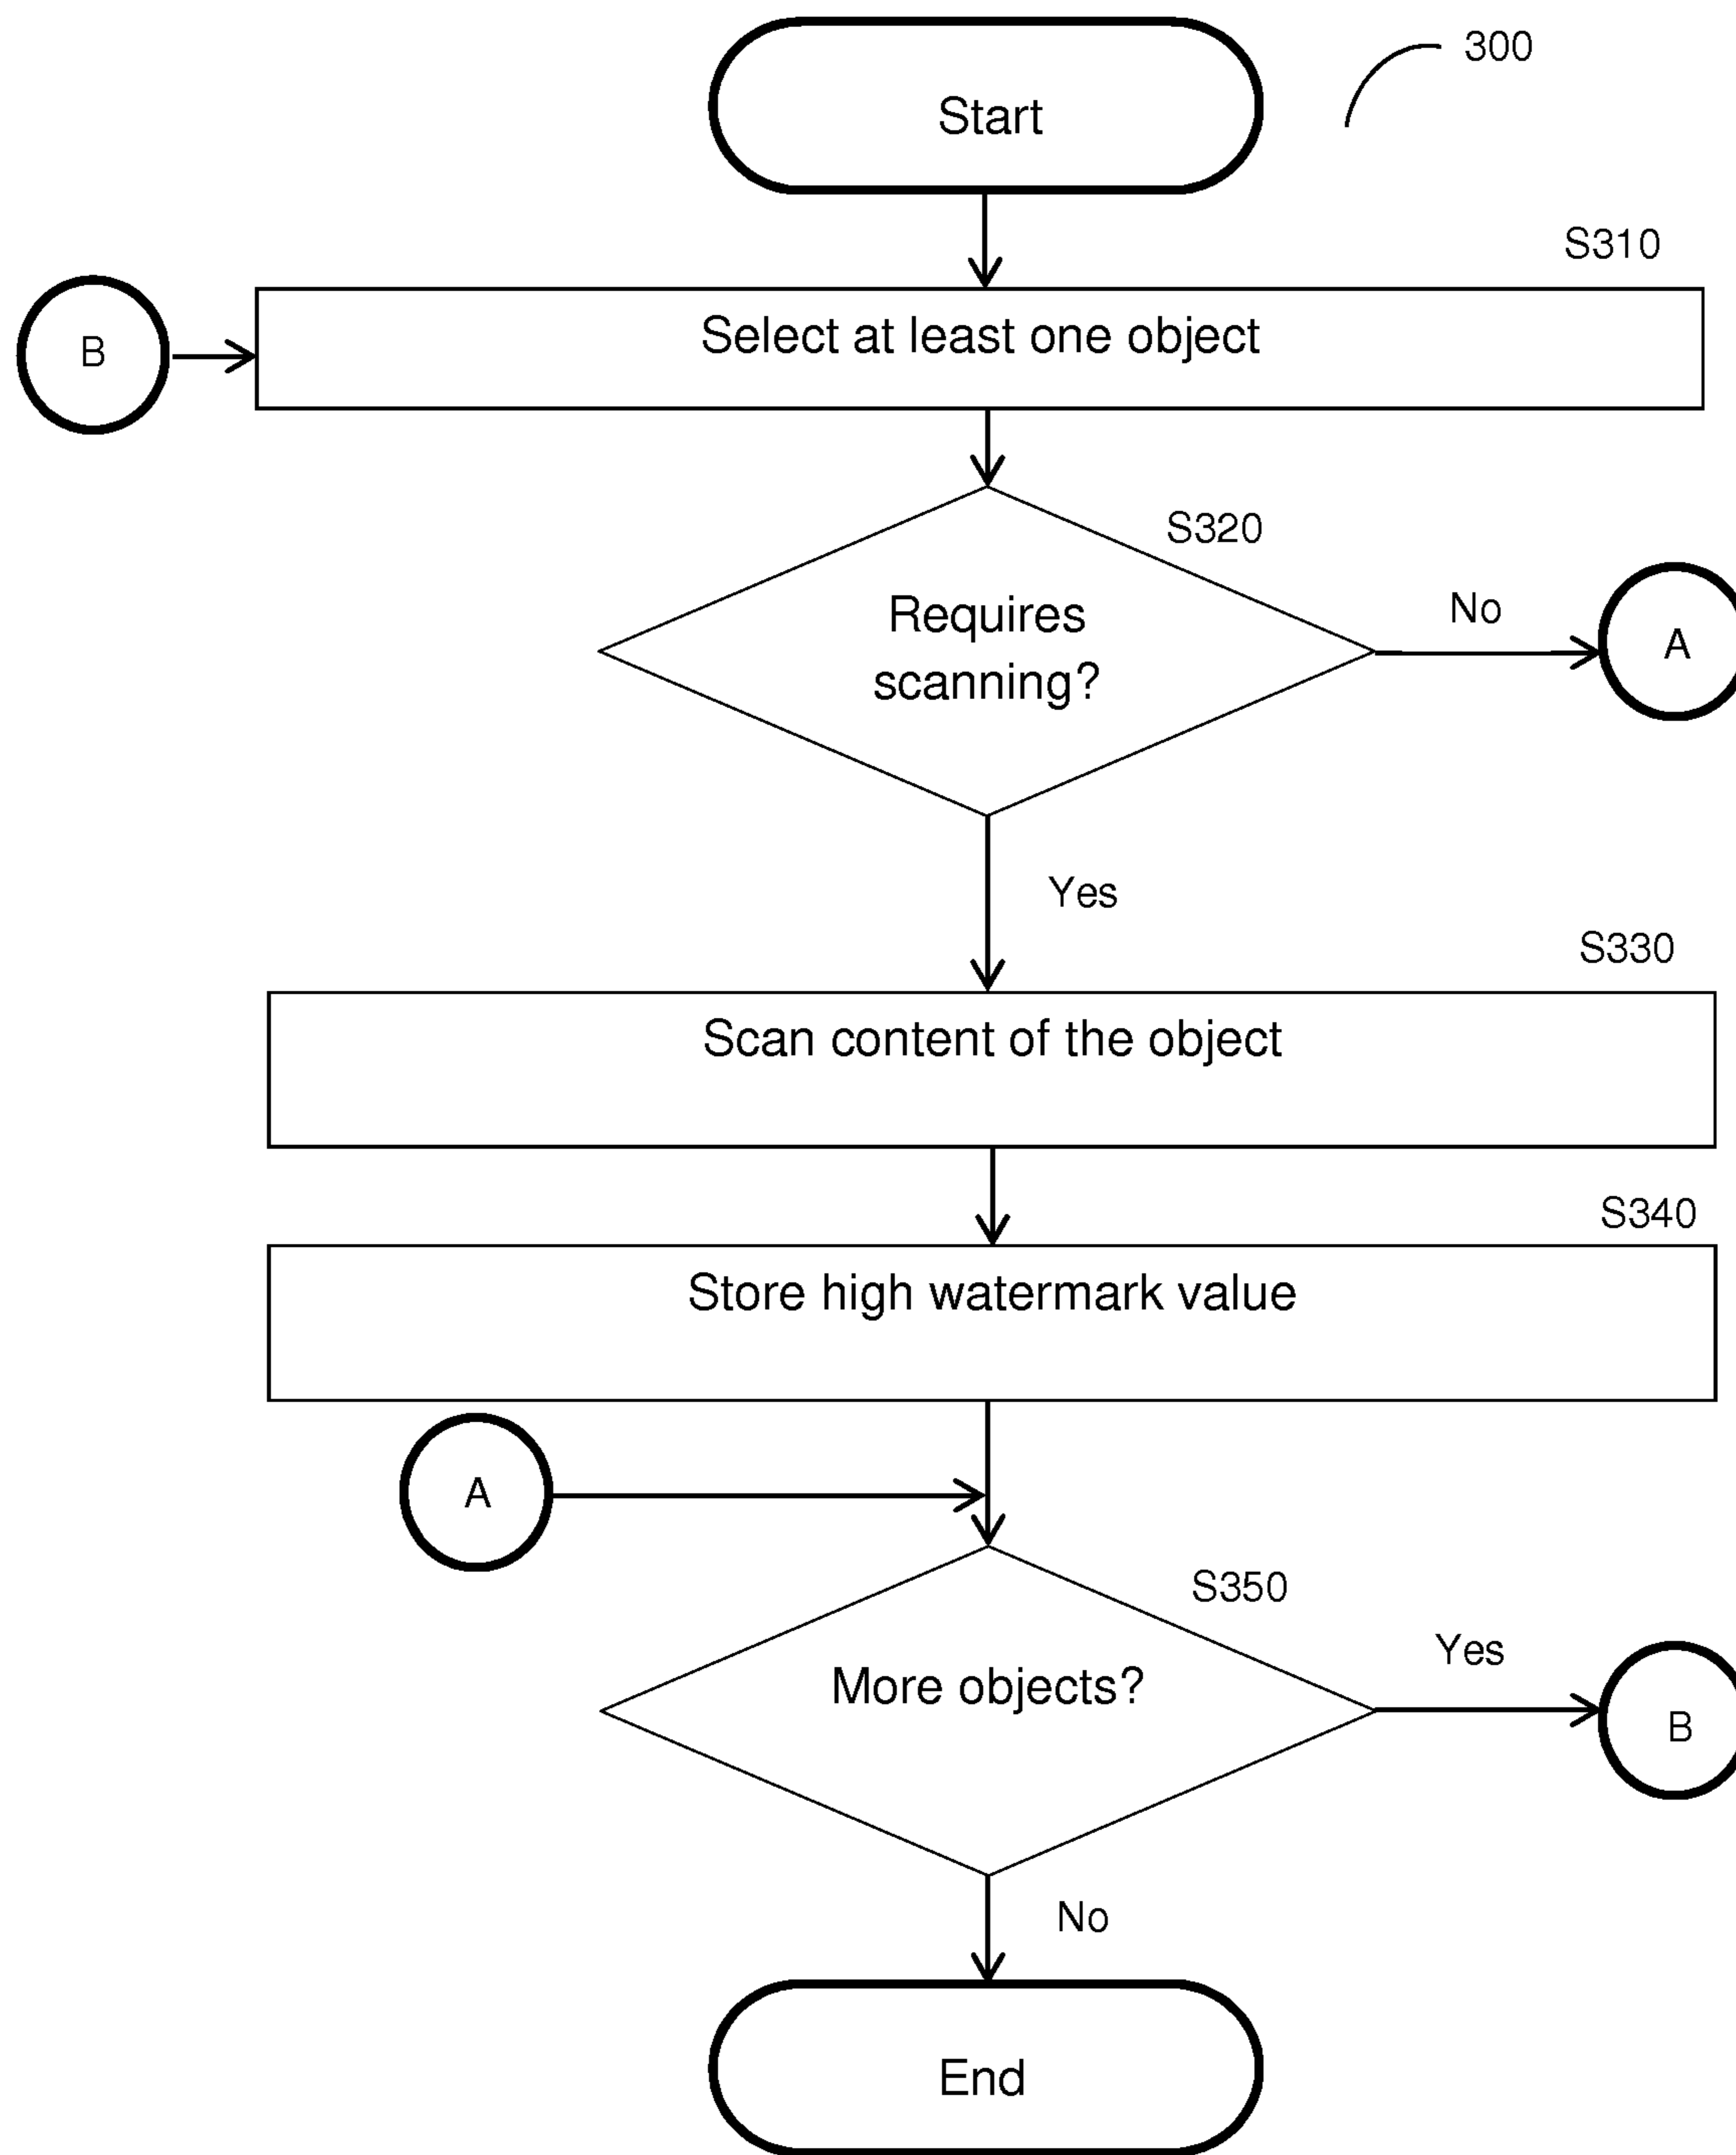 300
Start
S310
B
Select at least one object
S320
Requires
scanning?
No
A
Yes
S330
Scan content of the object
S340
Store high watermark value
A
S350
More objects?
Yes
B
No
End